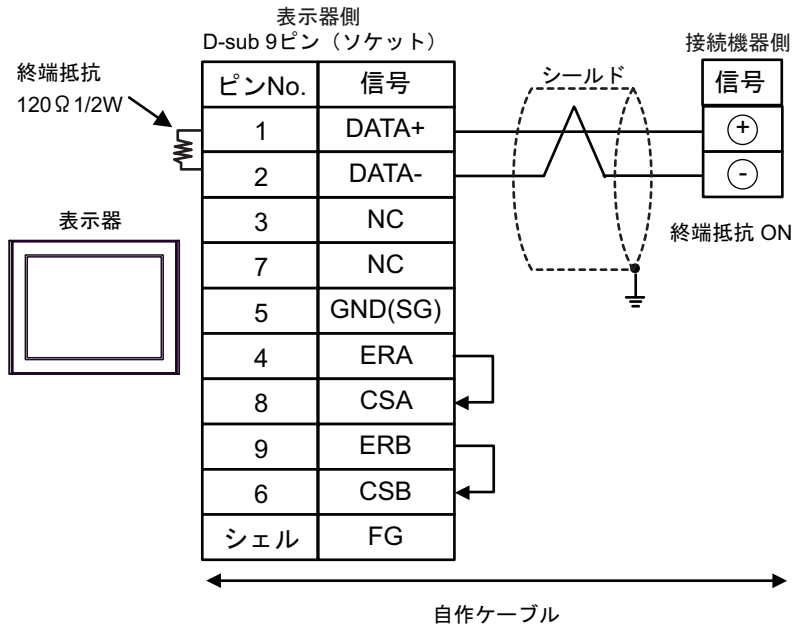 表示器側
D-sub 9ピン（ソケット）
接続機器側
終端抵抗
120Ω1/2W
ピンNo. 信号
シールド
信号
1 DATA+
+
2 DATA-
-
3 NC
終端抵抗 ON
表示器
7 NC
5 GND(SG)
4 ERA
8 CSA
9 ERB
6 CSB
シェル FG
自作ケーブル